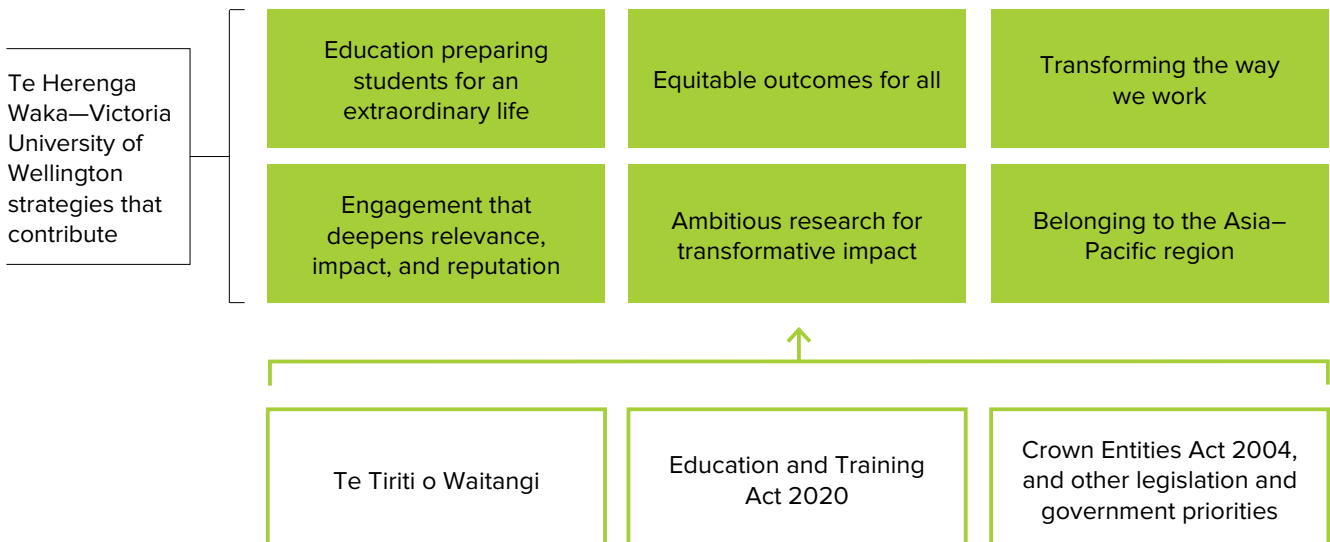 Te Herenga
Waka—Victoria
University of
Wellington
strategies that
contribute
Education preparing
students for an
extraordinary life
Equitable outcomes for all
Transforming the way
we work
Engagement that
deepens relevance,
impact, and reputation
Ambitious research for
transformative impact
Belonging to the Asia–
Pacific region
Te Tiriti o Waitangi
Education and Training
Act 2020
Crown Entities Act 2004,
and other legislation and
government priorities